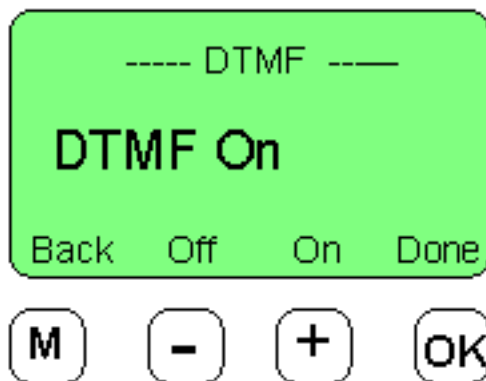 ----- DTMF -----
DTMF On
Back Off On Done
M - + OK